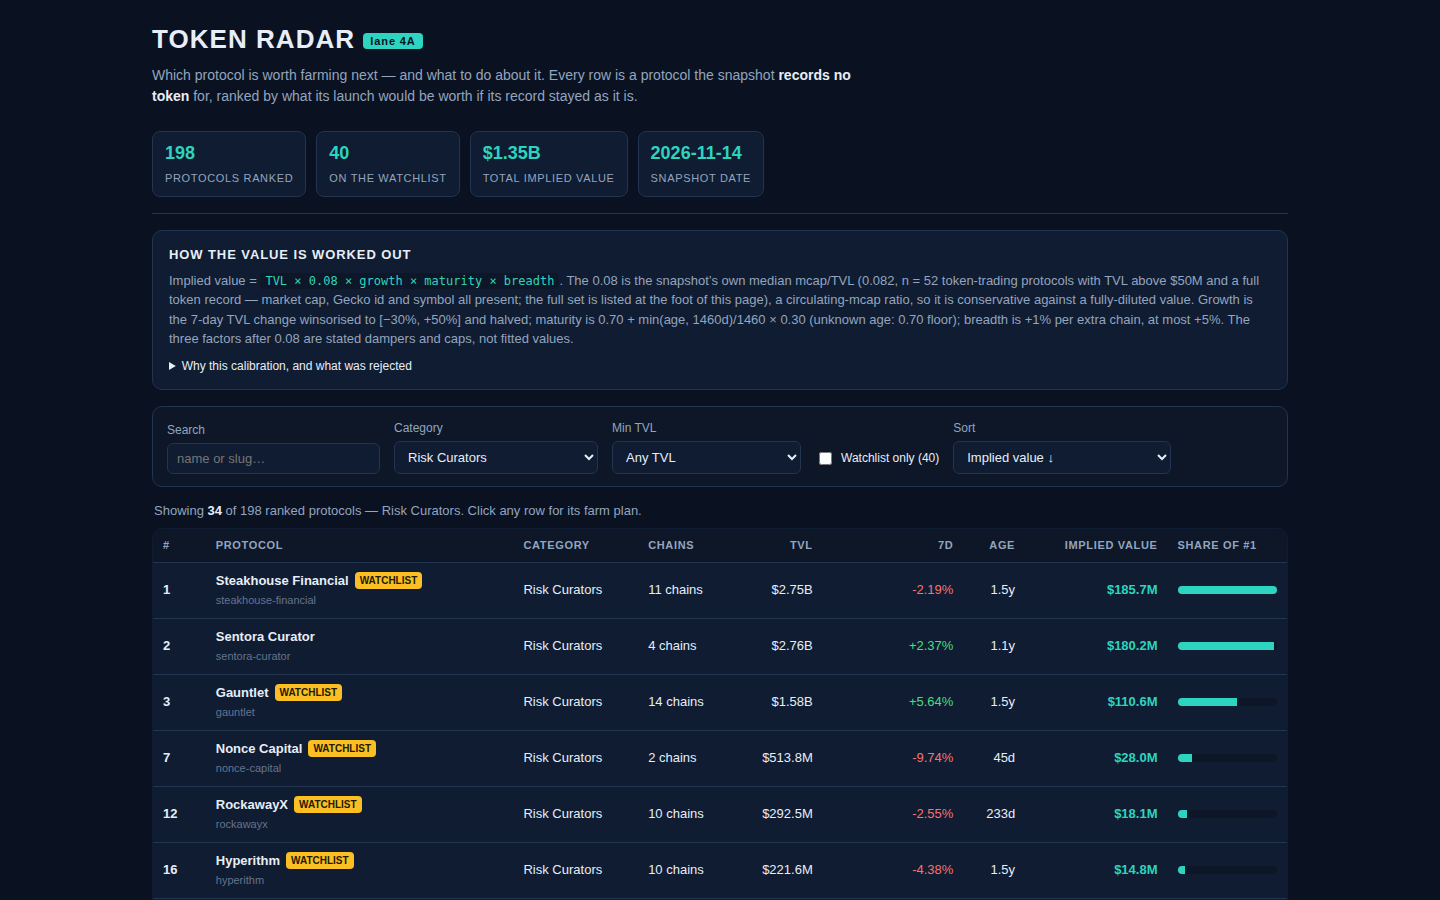 TOKEN RADAR lane 4A
Which protocol is worth farming next — and what to do about it. Every row is a protocol the snapshot records no
token for, ranked by what its launch would be worth if its record stayed as it is.
198 40 $1.35B 2026-11-14
PROTOCOLS RANKED ON THE WATCHLIST TOTAL IMPLIED VALUE SNAPSHOT DATE
HOW THE VALUE IS WORKED OUT
Implied value = TVL × 0.08 × growth × maturity × breadth . The 0.08 is the snapshot's own median mcap/TVL (0.082, n = 52 token-trading protocols with TVL above $50M and a full
token record — market cap, Gecko id and symbol all present; the full set is listed at the foot of this page), a circulating-mcap ratio, so it is conservative against a fully-diluted value. Growth is
the 7-day TVL change winsorised to [−30%, +50%] and halved; maturity is 0.70 + min(age, 1460d)/1460 × 0.30 (unknown age: 0.70 floor); breadth is +1% per extra chain, at most +5%. The
three factors after 0.08 are stated dampers and caps, not fitted values.
▶ Why this calibration, and what was rejected
Search Category Min TVL Sort
name or slug… Risk Curators Any TVL Watchlist only (40) Implied value ↓
Showing 34 of 198 ranked protocols — Risk Curators. Click any row for its farm plan.
# PROTOCOL CATEGORY CHAINS TVL 7D AGE IMPLIED VALUE SHARE OF #1
1 Steakhouse Financial WATCHLIST Risk Curators 11 chains $2.75B -2.19% 1.5y $185.7M
steakhouse-financial
2 Sentora Curator Risk Curators 4 chains $2.76B +2.37% 1.1y $180.2M
sentora-curator
3 Gauntlet WATCHLIST Risk Curators 14 chains $1.58B +5.64% 1.5y $110.6M
gauntlet
7 Nonce Capital WATCHLIST Risk Curators 2 chains $513.8M -9.74% 45d $28.0M
nonce-capital
12 RockawayX WATCHLIST Risk Curators 10 chains $292.5M -2.55% 233d $18.1M
rockawayx
16 Hyperithm WATCHLIST Risk Curators 10 chains $221.6M -4.38% 1.5y $14.8M
hyperithm